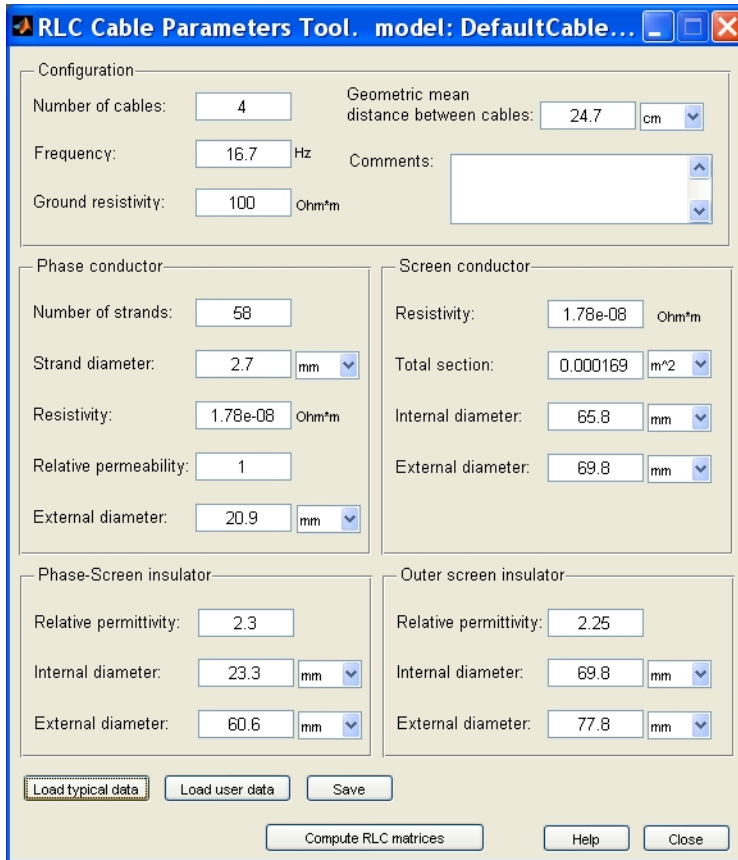 RLC Cable Parameters Tool. model: DefaultCable...
Configuration
Number of cables: 4
Geometric mean
distance between cables: 24.7 cm
Frequency: 16.7 Hz
Comments:
Ground resistivity: 100 Ohm*m
Phase conductor
Number of strands: 58
Strand diameter: 2.7 mm
Resistivity: 1.78e-08 Ohm*m
Relative permeability: 1
External diameter: 20.9 mm
Screen conductor
Resistivity: 1.78e-08 Ohm*m
Total section: 0.000169 m^2
Internal diameter: 65.8 mm
External diameter: 69.8 mm
Phase-Screen insulator
Relative permittivity: 2.3
Internal diameter: 23.3 mm
External diameter: 60.6 mm
Outer screen insulator
Relative permittivity: 2.25
Internal diameter: 69.8 mm
External diameter: 77.8 mm
Load typical data Load user data Save
Compute RLC matrices Help Close